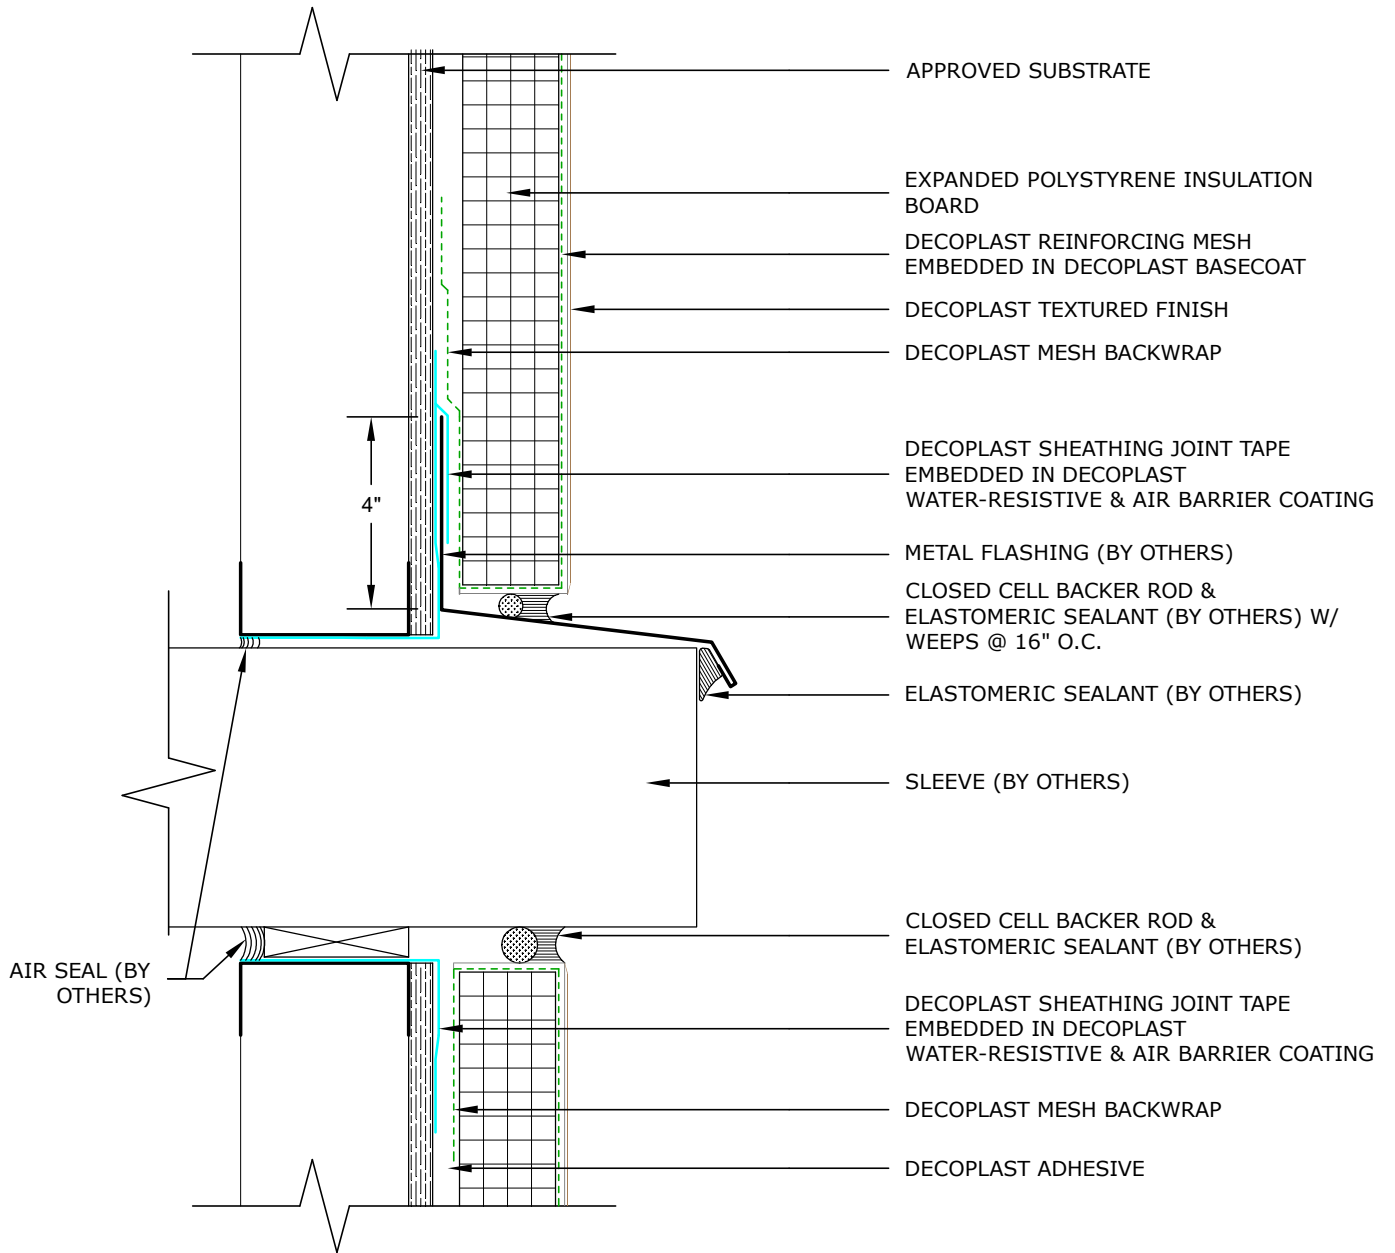 APPROVED SUBSTRATE
EXPANDED POLYSTYRENE INSULATION
BOARD
DECOPLAST REINFORCING MESH
EMBEDDED IN DECOPLAST BASECOAT
DECOPLAST TEXTURED FINISH
DECOPLAST MESH BACKWRAP
DECOPLAST SHEATHING JOINT TAPE
EMBEDDED IN DECOPLAST
WATER-RESISTIVE & AIR BARRIER COATING
4"
METAL FLASHING (BY OTHERS)
CLOSED CELL BACKER ROD &
ELASTOMERIC SEALANT (BY OTHERS) W/
WEEPS @ 16" O.C.
ELASTOMERIC SEALANT (BY OTHERS)
SLEEVE (BY OTHERS)
CLOSED CELL BACKER ROD &
ELASTOMERIC SEALANT (BY OTHERS)
AIR SEAL (BY
OTHERS)
DECOPLAST SHEATHING JOINT TAPE
EMBEDDED IN DECOPLAST
WATER-RESISTIVE & AIR BARRIER COATING
DECOPLAST MESH BACKWRAP
DECOPLAST ADHESIVE